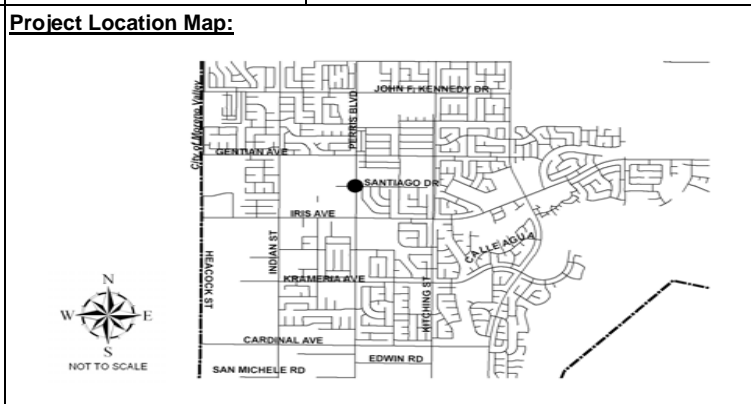 Project Location Map:
JOHN F. KENNEDY DR
City of Moreno Valley
PERRIS BLVD
GENTIAN AVE
SANTIAGO DR
IRIS AVE
INDIAN ST
CALLE AGUA
HEACOCK ST
KRAMERIA AVE
KITCHING ST
N
W E
S
NOT TO SCALE
CARDINAL AVE
EDWIN RD
SAN MICHELE RD